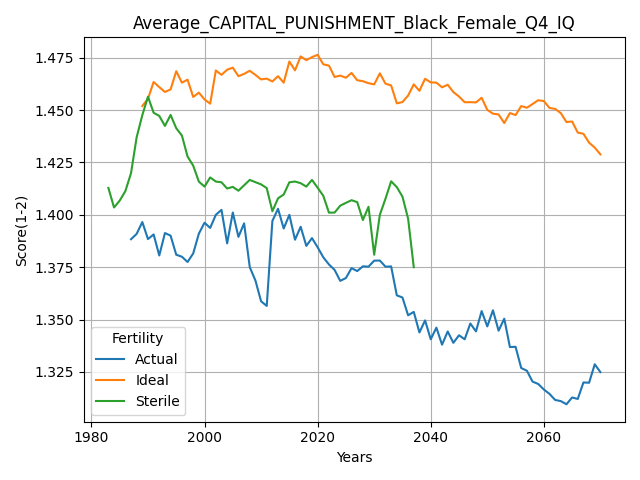 Average_CAPITAL_PUNISHMENT_Black_Female_Q4_IQ
Score(1-2)
1.475
1.450
1.425
1.400
1.375
1.350
1.325
Fertility
Actual
Ideal
Sterile
1980
2000
2020
2040
2060
Years